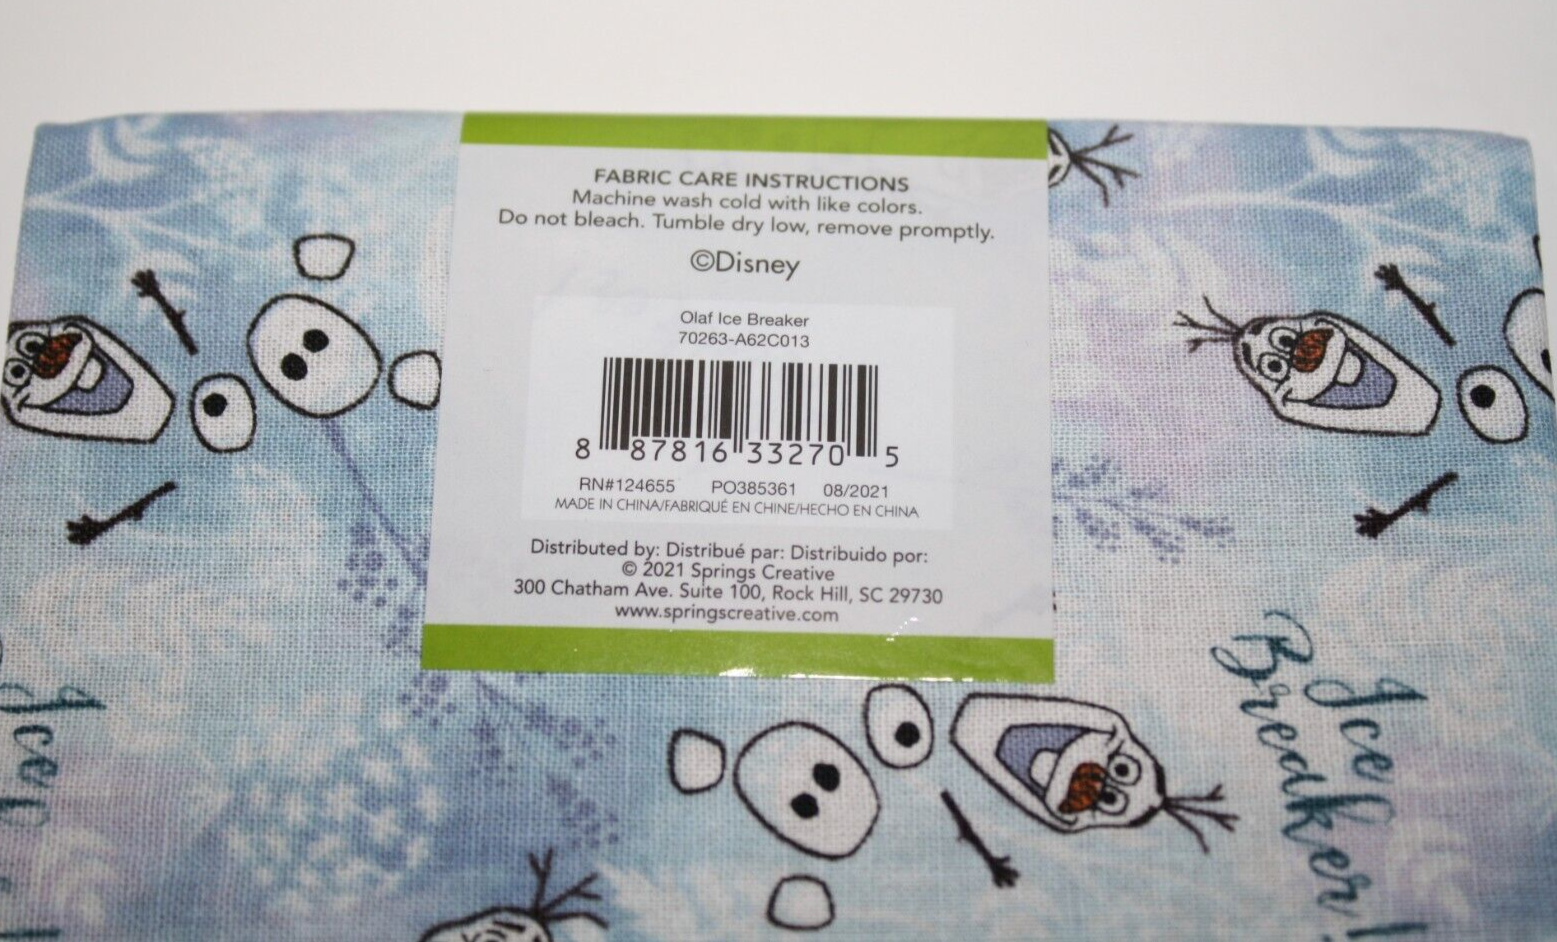 FABRIC CARE INSTRUCTIONS
Machine wash cold with like colors.
Do not bleach. Tumble dry low, remove promptly.
©Disney
Olaf Ice Breaker
70263-A62C013
8 87816 33270 5
RN#124655 PO385361 08/2021
MADE IN CHINA/FABRIQUÉ EN CHINE/HECHO EN CHINA
Distributed by: Distribué par: Distribuido por:
© 2021 Springs Creative
300 Chatham Ave. Suite 100, Rock Hill, SC 29730
www.springscreative.com
Ice
Breaker!
Ice